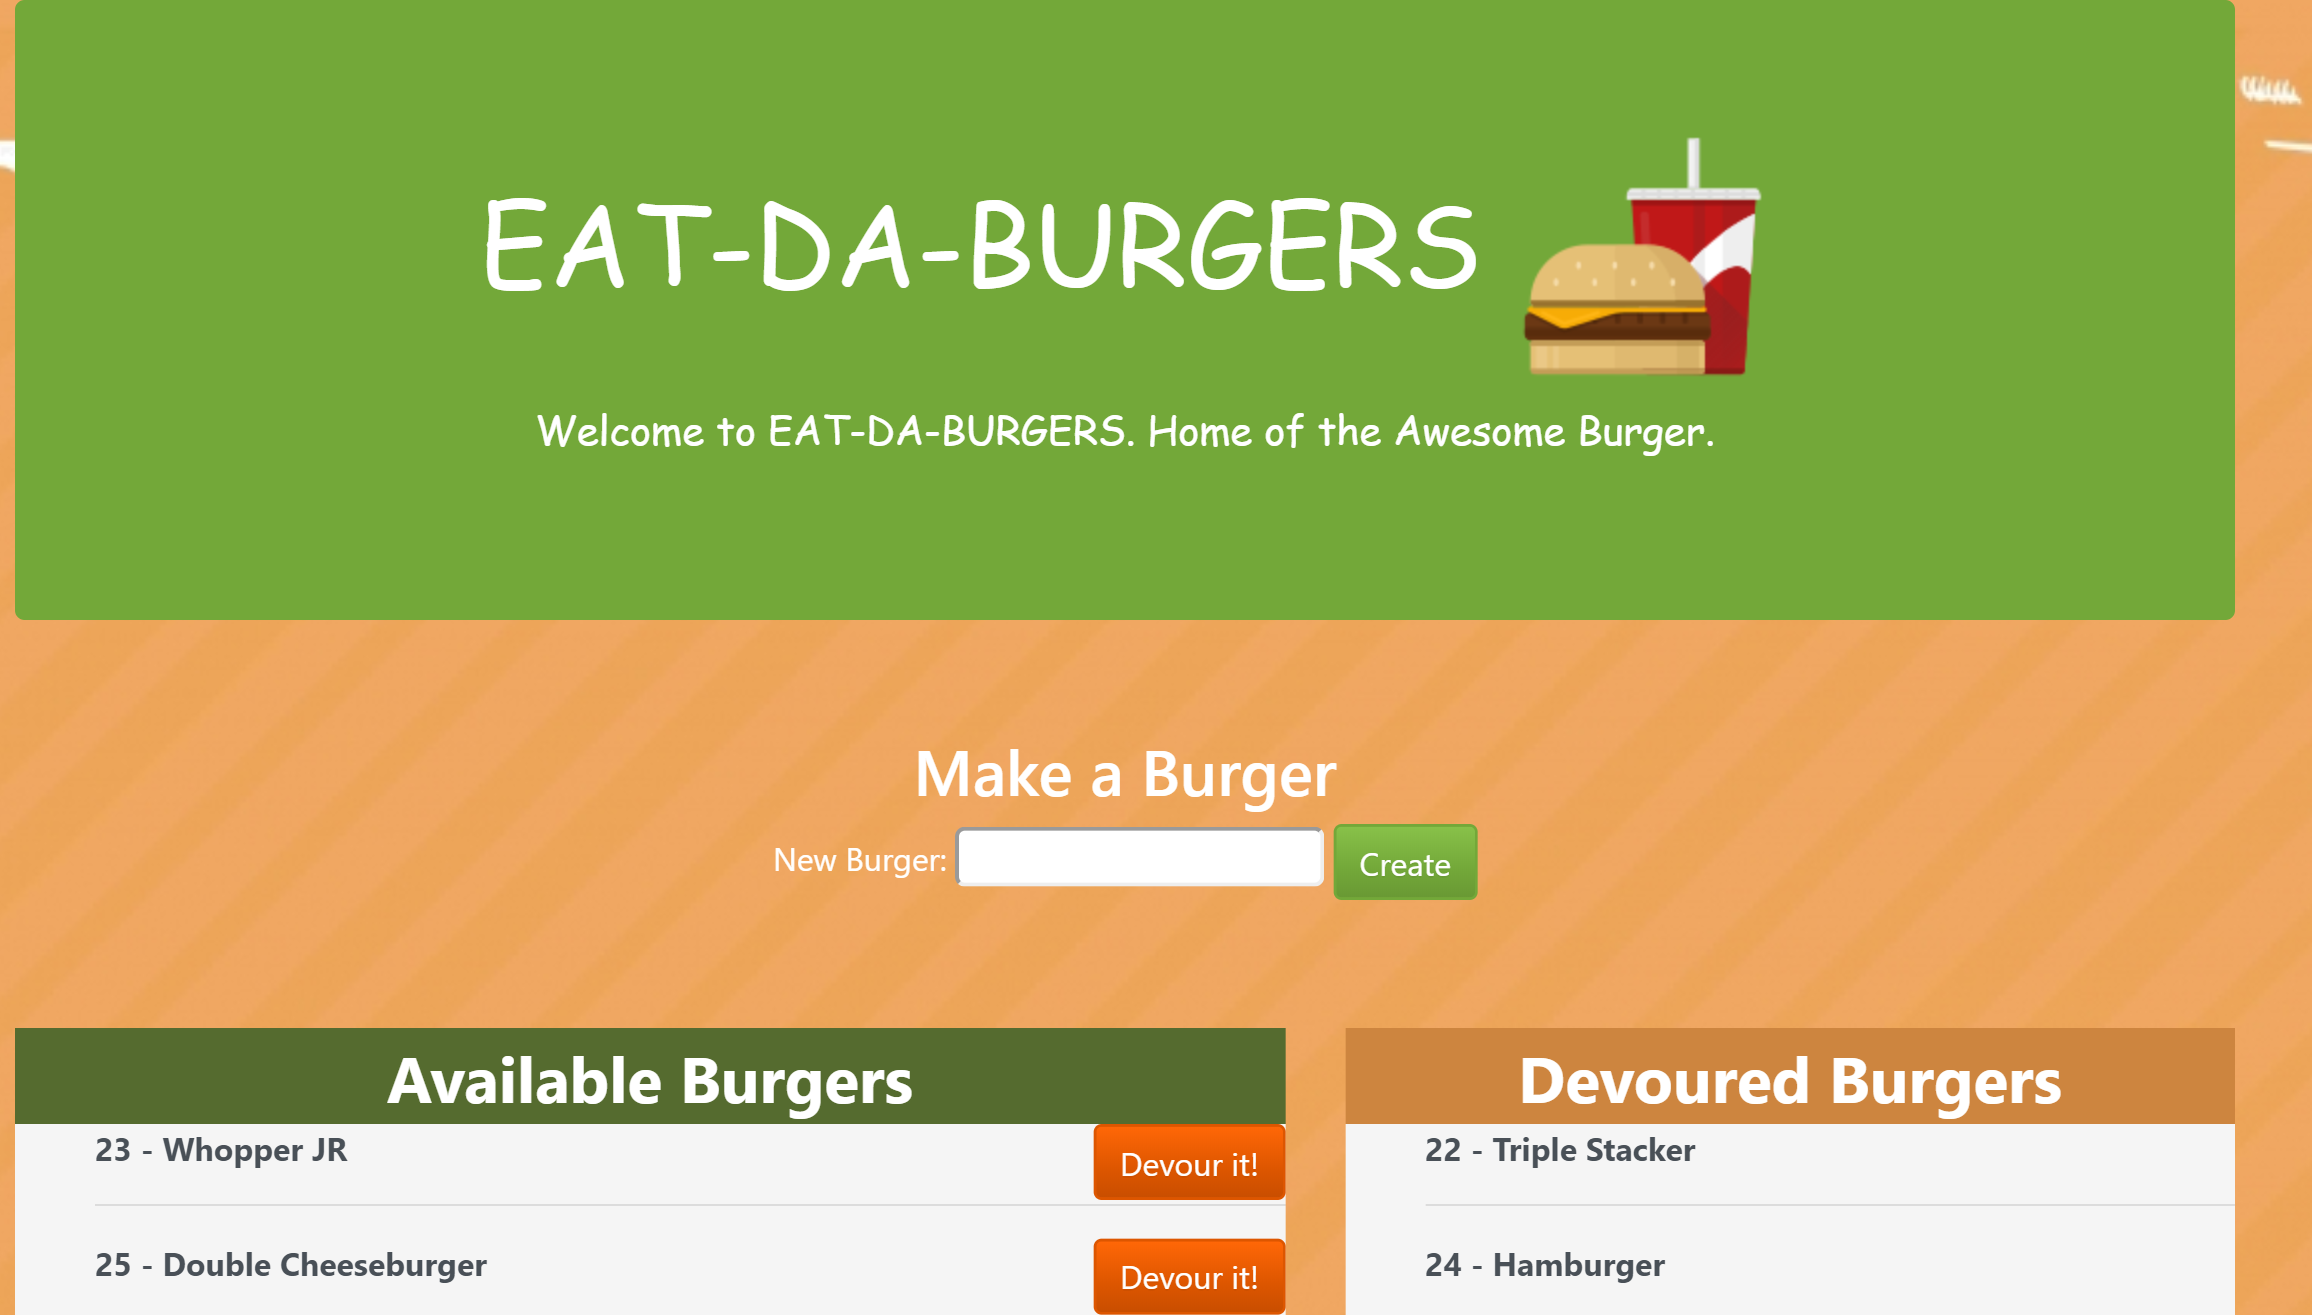 EAT-DA-BURGERS
Welcome to EAT-DA-BURGERS. Home of the Awesome Burger.
Make a Burger
New Burger:
Create
Available Burgers
23 - Whopper JR
Devour it!
25 - Double Cheeseburger
Devour it!
Devoured Burgers
22 - Triple Stacker
24 - Hamburger